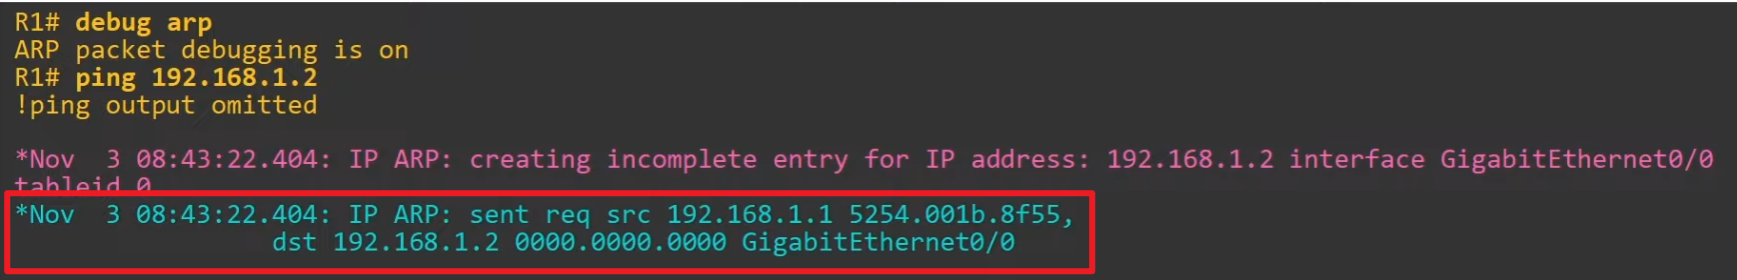 R1# debug arp
ARP packet debugging is on
R1# ping 192.168.1.2
!ping output omitted
*Nov  3 08:43:22.404: IP ARP: creating incomplete entry for IP address: 192.168.1.2 interface GigabitEthernet0/0
tableid 0
*Nov  3 08:43:22.404: IP ARP: sent req src 192.168.1.1 5254.001b.8f55,
dst 192.168.1.2 0000.0000.0000 GigabitEthernet0/0